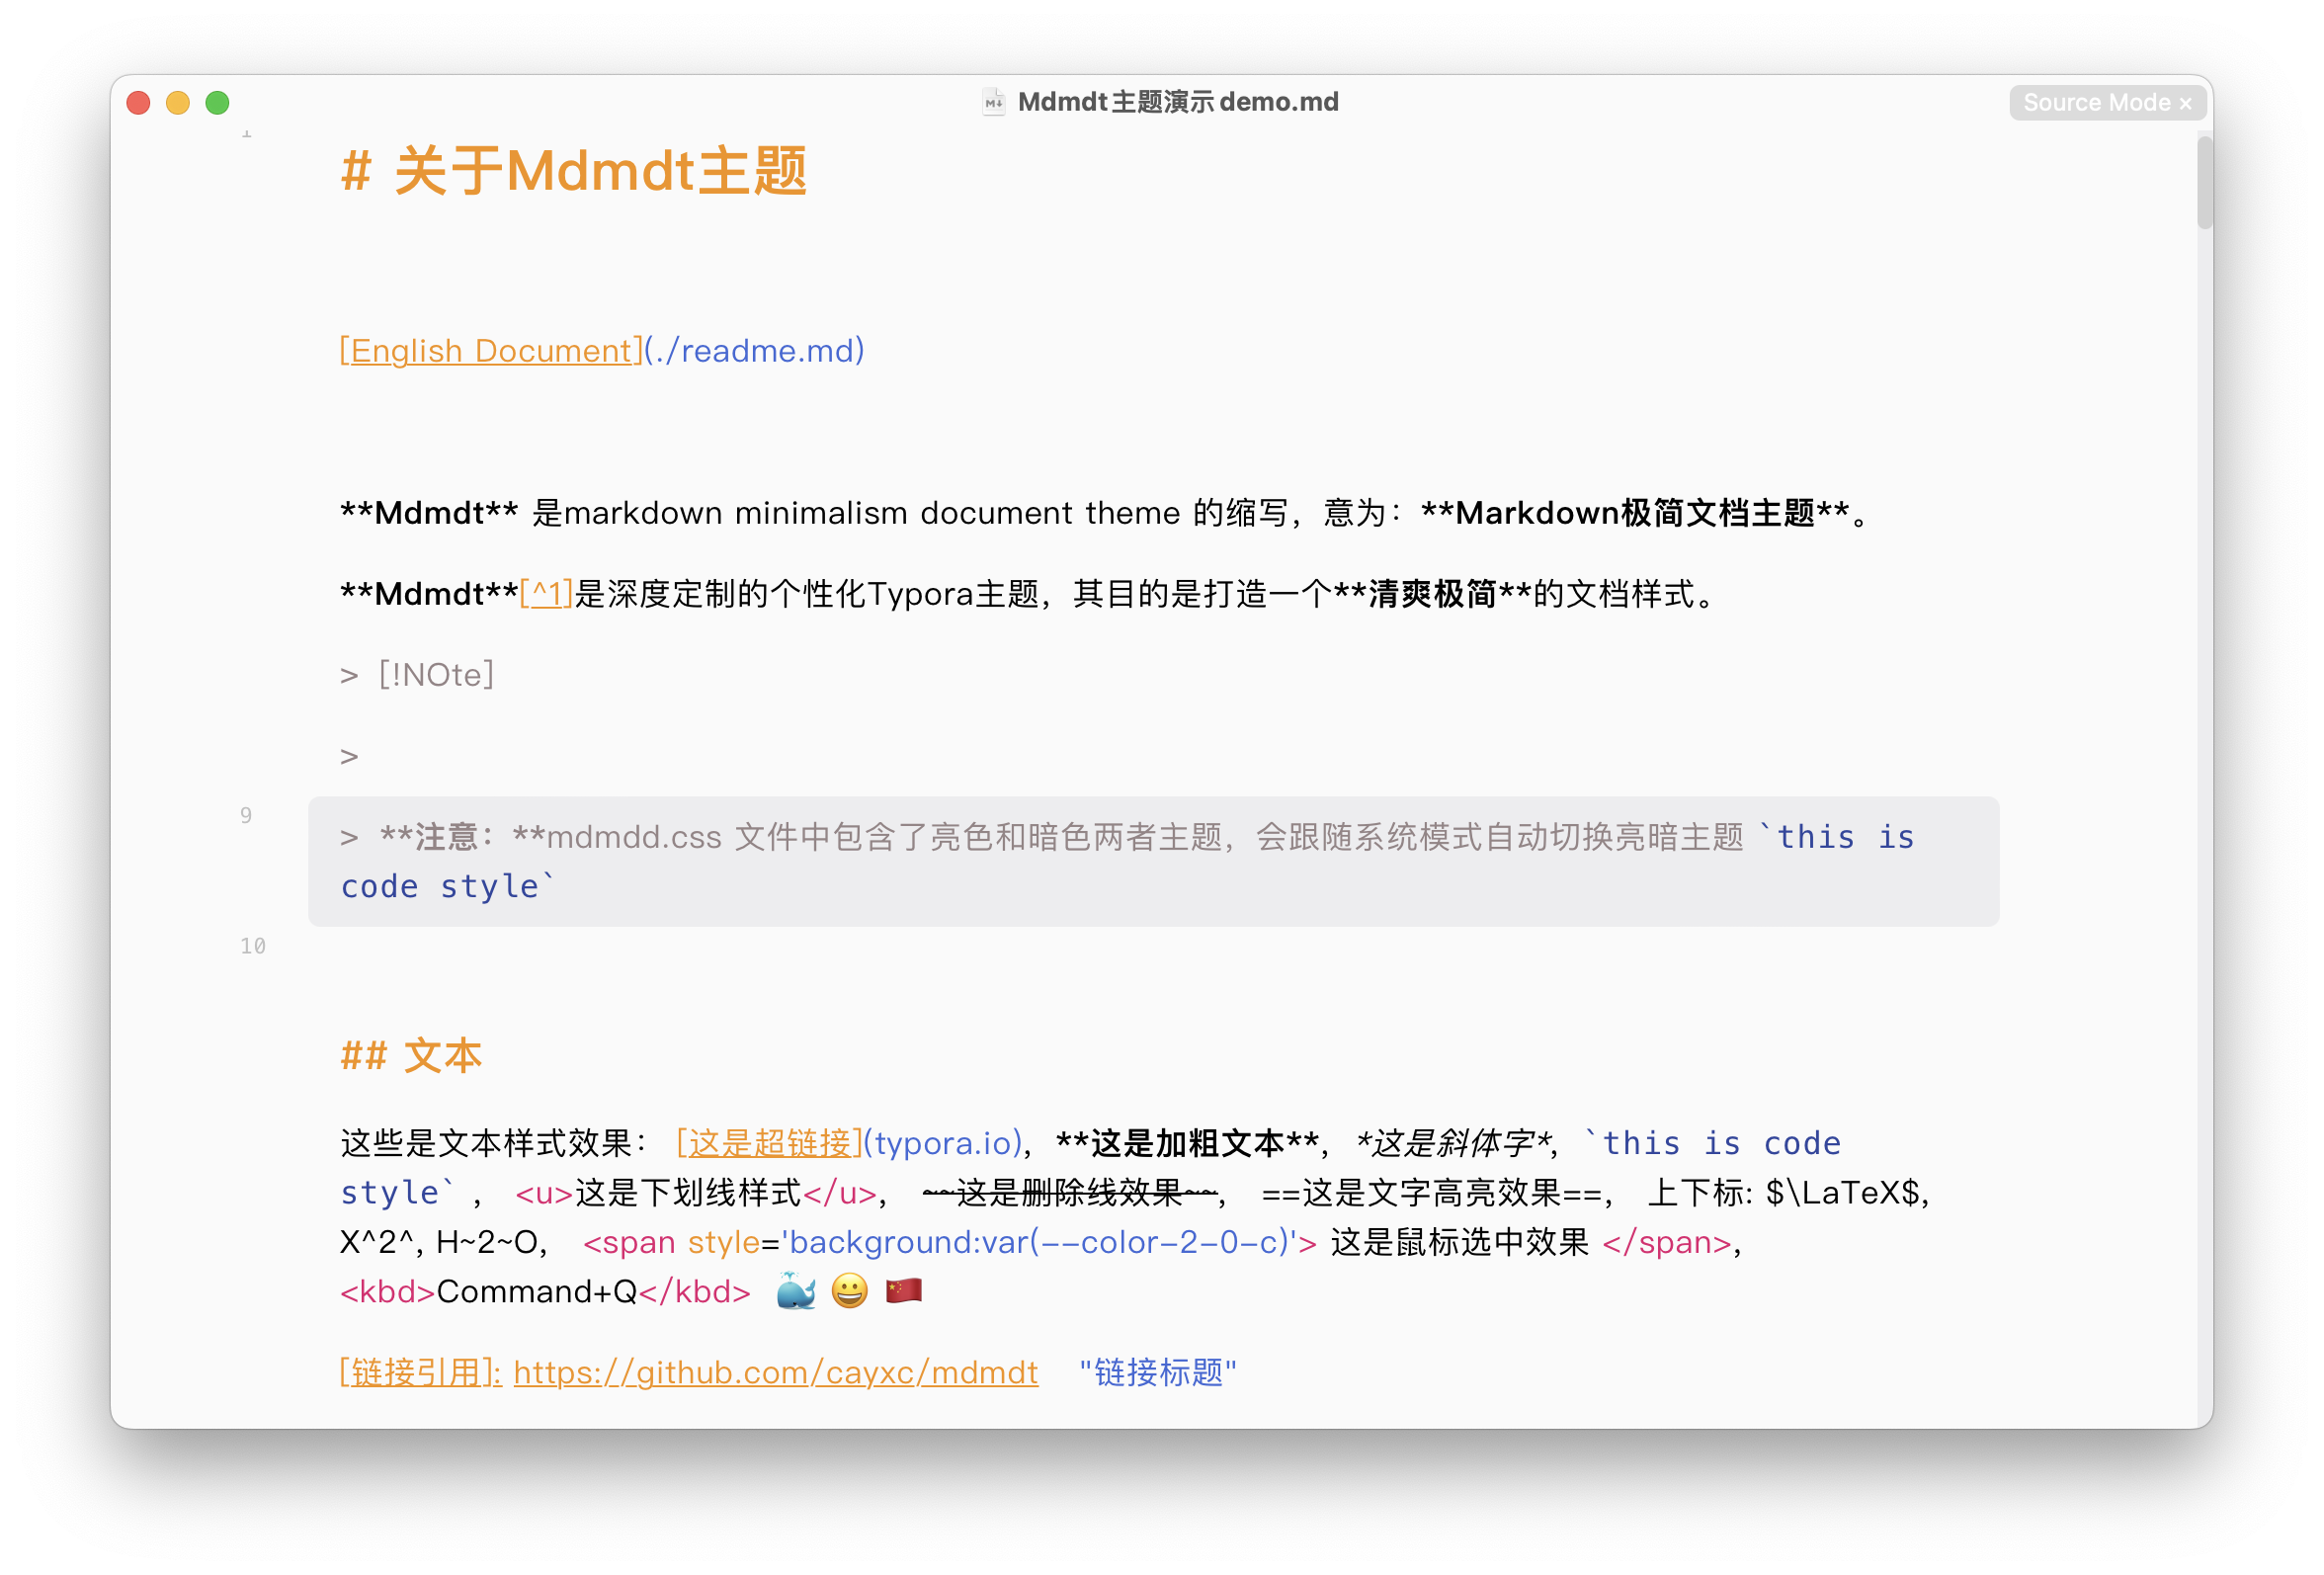 Mdmdt主题演示demo.md
Source Mode ×
1
# 关于Mdmdt主题
[English Document](./readme.md)
**Mdmdt** 是markdown minimalism document theme 的缩写，意为：**Markdown极简文档主题**。
**Mdmdt**[^1]是深度定制的个性化Typora主题，其目的是打造一个**清爽极简**的文档样式。
> [!NOte]
>
9
> **注意：**mdmdd.css 文件中包含了亮色和暗色两者主题，会跟随系统模式自动切换亮暗主题 `this is
code style`
10
## 文本
这些是文本样式效果： [这是超链接](typora.io)，**这是加粗文本**，*这是斜体字*，`this is code
style` ， <u>这是下划线样式</u>， ~~这是删除线效果~~， ==这是文字高亮效果==， 上下标: $\LaTeX$,
X^2^, H~2~O, <span style='background:var(--color-2-0-c)'> 这是鼠标选中效果 </span>,
<kbd>Command+Q</kbd> 🐳 😀 🇨🇳
[链接引用]: https://github.com/cayxc/mdmdt "链接标题"